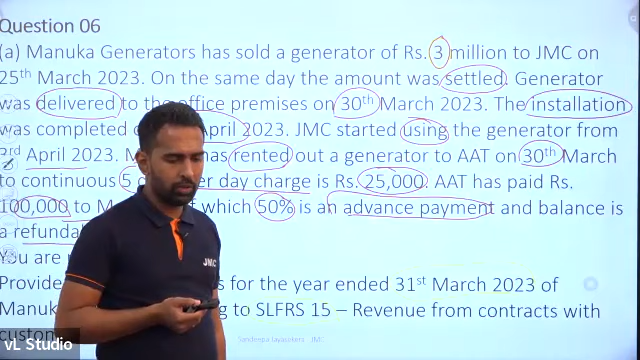 Question 06
(a) Manuka Generators has sold a generator of Rs. 3 million to JMC on
25th March 2023. On the same day the amount was settled. Generator
was delivered to the office premises on 30th March 2023. The installation
was completed April 2023. JMC started using the generator from
3rd April 2023. has rented out a generator to AAT on 30th March
to continuous 5 per day charge is Rs. 25,000. AAT has paid Rs.
100,000 to which 50% is an advance payment and balance is
a
You are
Provide s for the year ended 31st March 2023 of
Manuka to SLFRS 15 – Revenue from contracts with
JMC
vL Studio
JMC